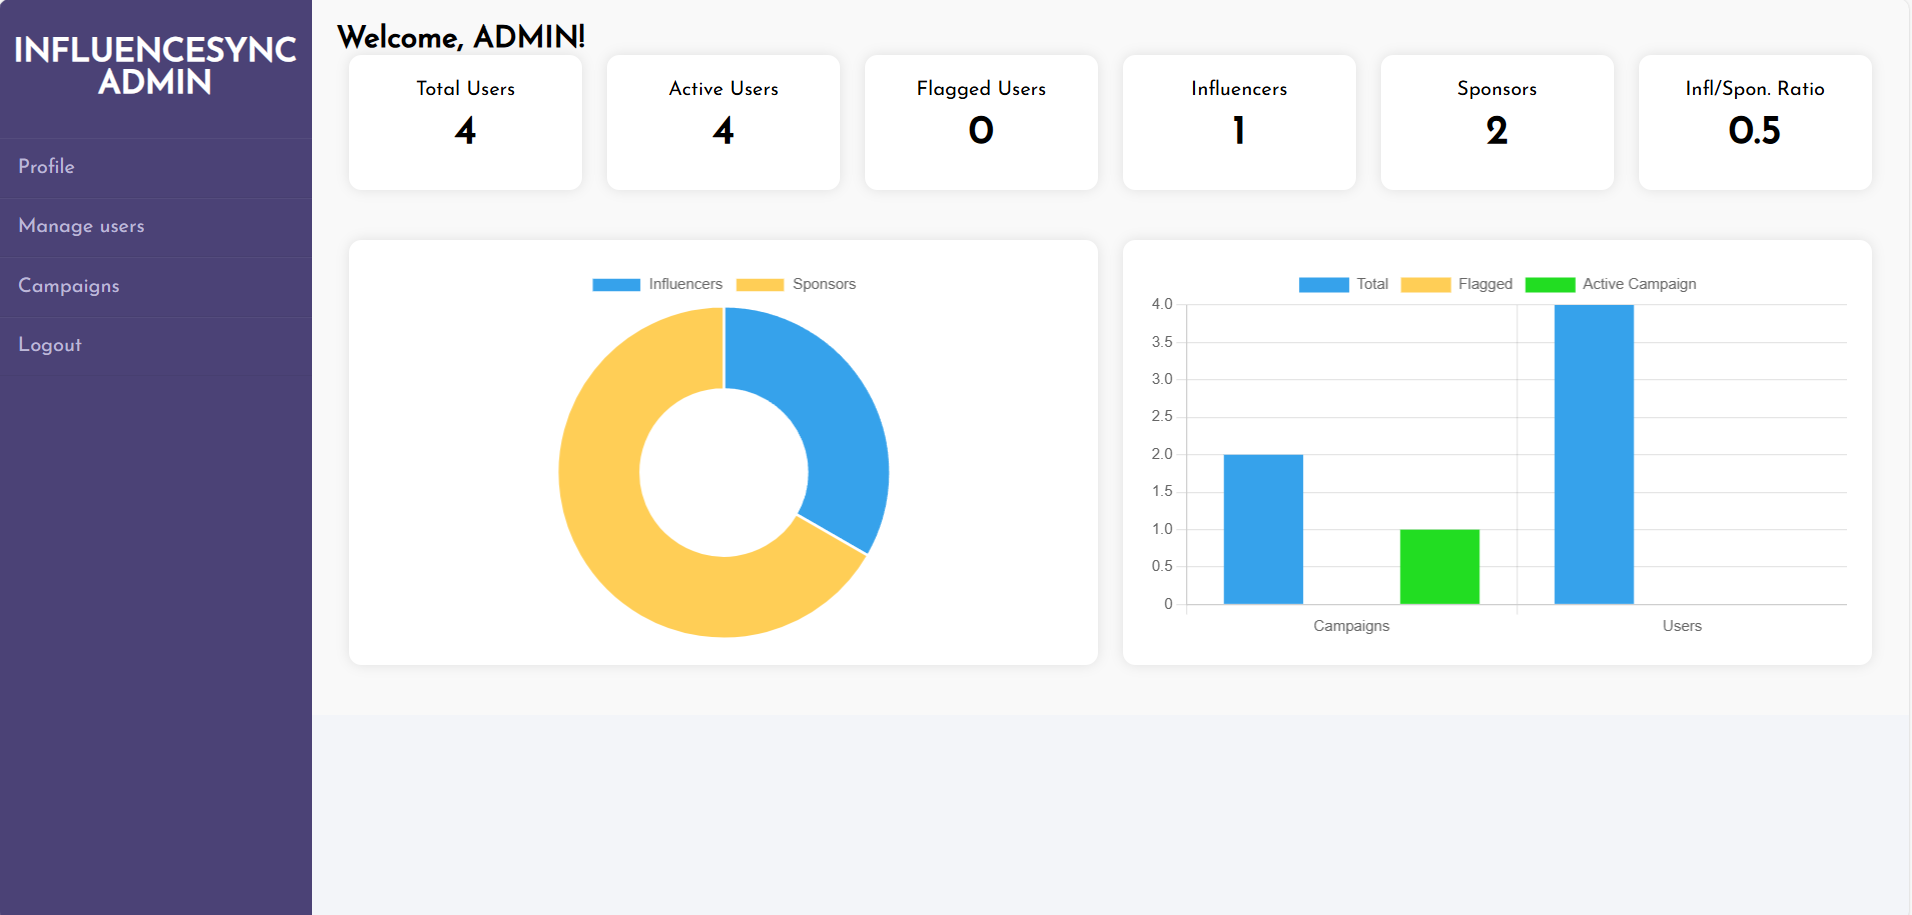 INFLUENCESYNC
ADMIN
Profile
Manage users
Campaigns
Logout
Welcome, ADMIN!
Total Users
4
Active Users
4
Flagged Users
0
Influencers
1
Sponsors
2
Infl/Spon. Ratio
0.5
Influencers Sponsors
Total Flagged Active Campaign
4.0
3.5
3.0
2.5
2.0
1.5
1.0
0.5
0
Campaigns Users